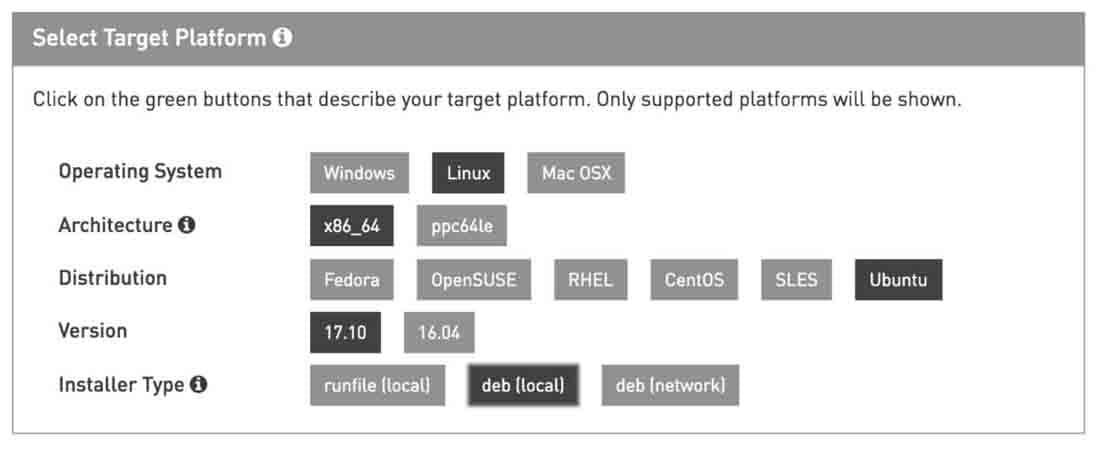 Select Target Platform
Click on the green buttons that describe your target platform. Only supported platforms will be shown.
Operating System Windows Linux Mac OSX
Architecture x86_64 ppc64le
Distribution Fedora OpenSUSE RHEL CentOS SLES Ubuntu
Version 17.10 16.04
Installer Type runfile (local) deb (local) deb (network)